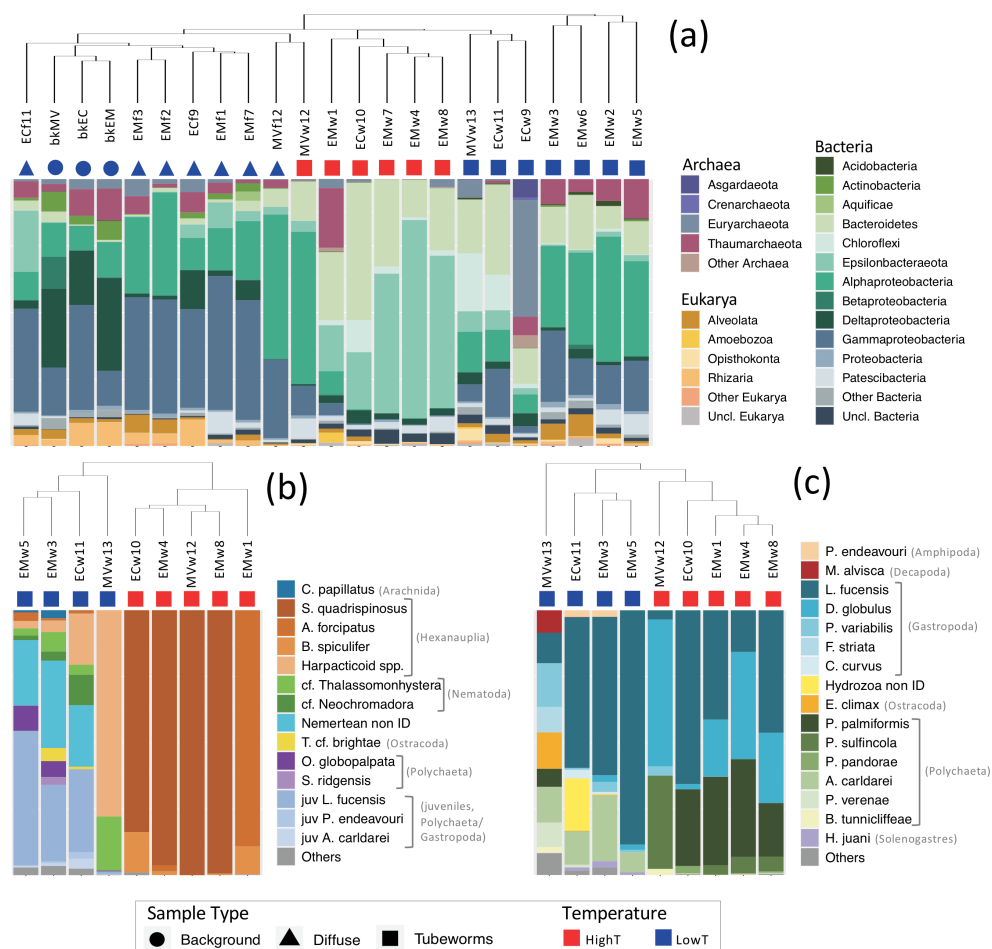 (a)
ECf11
bkMV
bkEC
bkEM
EMf3
EMf2
ECf9
EMf1
EMf7
MVf12
MVw12
EMw1
ECw10
EMw7
EMw4
EMw8
MVw13
ECw11
ECw9
EMw3
EMw6
EMw2
EMw5
Archaea
Asgardaeota
Crenarchaeota
Euryarchaeota
Thaumarchaeota
Other Archaea
Eukarya
Alveolata
Amoebozoa
Opisthokonta
Rhizaria
Other Eukarya
Uncl. Eukarya
Bacteria
Acidobacteria
Actinobacteria
Aquificae
Bacteroidetes
Chloroflexi
Epsilonbacteraeota
Alphaproteobacteria
Betaproteobacteria
Deltaproteobacteria
Gammaproteobacteria
Proteobacteria
Patescibacteria
Other Bacteria
Uncl. Bacteria
(b)
EMw5
EMw3
ECw11
MVw13
ECw10
EMw4
MVw12
EMw8
EMw1
C. papillatus (Arachnida)
S. quadrispinosus
A. forcipatus
B. spiculifer
(Hexanauplia)
Harpacticoid spp.
cf. Thalassomonhystera
cf. Neochromadora
(Nematoda)
Nemertean non ID
T. cf. brightae (Ostracoda)
O. globopalpata
S. ridgensis
(Polychaeta)
juv L. fucensis
juv P. endeavouri
juv A. carldarei
(juveniles,
Polychaeta/
Gastropoda)
Others
(c)
MVw13
ECw11
EMw3
EMw5
MVw12
ECw10
EMw1
EMw4
EMw8
P. endeavouri (Amphipoda)
M. alvisca (Decapoda)
L. fucensis
D. globulus
P. variabilis
F. striata
C. curvus
(Gastropoda)
Hydrozoa non ID
E. climax (Ostracoda)
P. palmiformis
P. sulfincola
P. pandorae
A. carldarei
P. verenae
B. tunnicliffeae
(Polychaeta)
H. juani (Solenogastres)
Others
Sample Type
Background
Diffuse
Tubeworms
Temperature
HighT
LowT